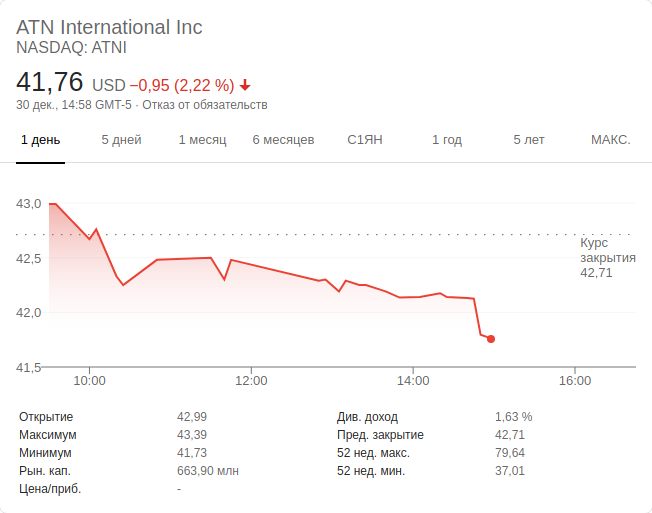 ATN International Inc
NASDAQ: ATNI
41,76 USD −0,95 (2,22 %)
30 дек., 14:58 GMT-5 · Отказ от обязательств
1 день 5 дней 1 месяц 6 месяцев С1ЯН 1 год 5 лет МАКС.
43,0
42,5
42,0
41,5
Курс
закрытия
42,71
10:00 12:00 14:00 16:00
Открытие 42,99
Максимум 43,39
Минимум 41,73
Рын. кап. 663,90 млн
Цена/приб. -
Див. доход 1,63 %
Пред. закрытие 42,71
52 нед. макс. 79,64
52 нед. мин. 37,01